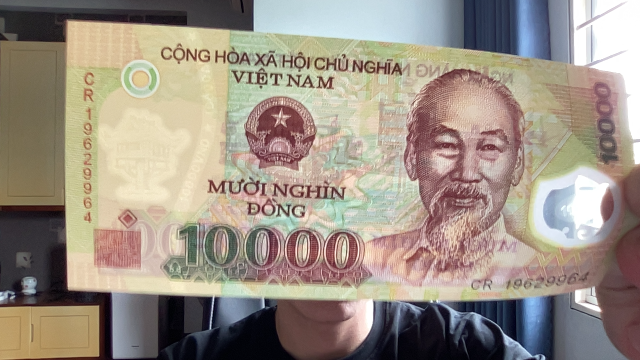 CỘNG HÒA XÃ HỘI CHỦ NGHĨA
VIỆT NAM
CR 19629964
MƯỜI NGHÌN
ĐỒNG
10000
10000
CR 19629964